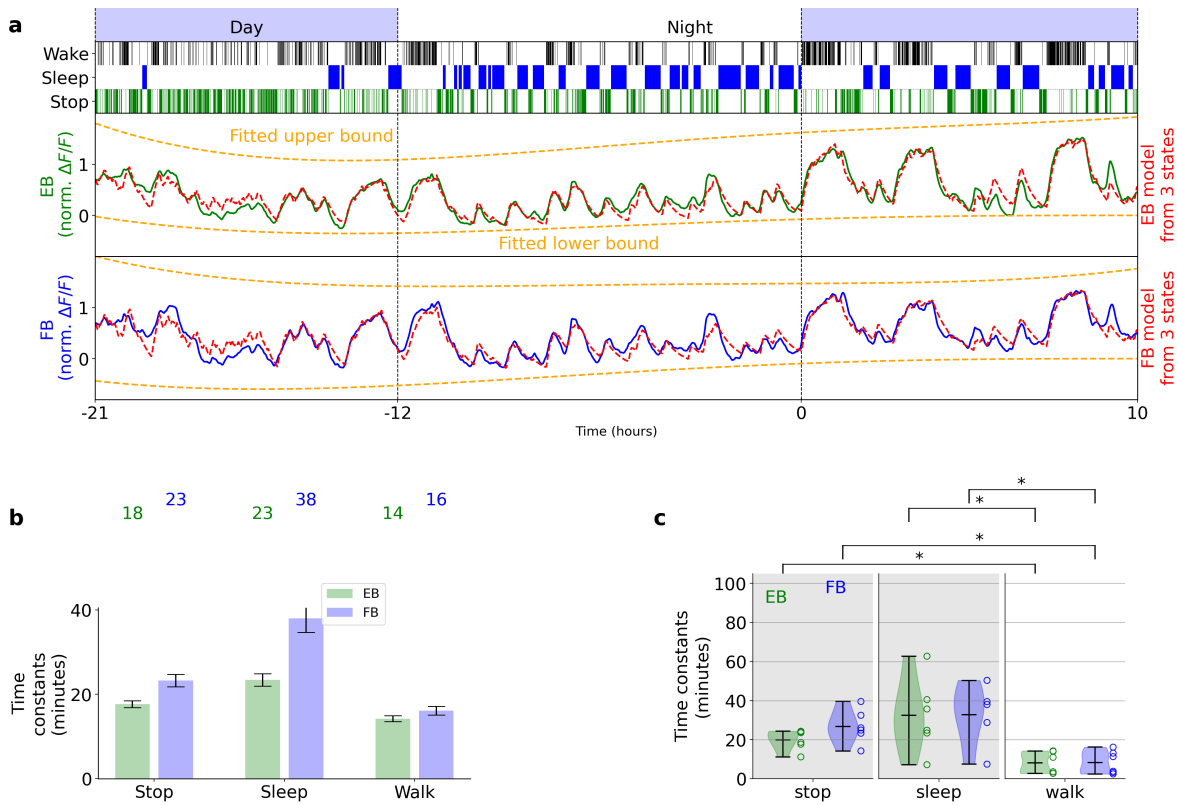 a
Day
Night
Wake
Sleep
Stop
EB
(norm. ΔF/F)
1
0
Fitted upper bound
Fitted lower bound
EB model
from 3 states
FB
(norm. ΔF/F)
1
0
FB model
from 3 states
-21
-12
0
10
Time (hours)
b
18
23
23
38
14
16
EB
FB
Time
constants
(minutes)
40
20
0
Stop
Sleep
Walk
c
*
*
*
*
EB
FB
Time constants
(minutes)
100
80
60
40
20
0
stop
sleep
walk